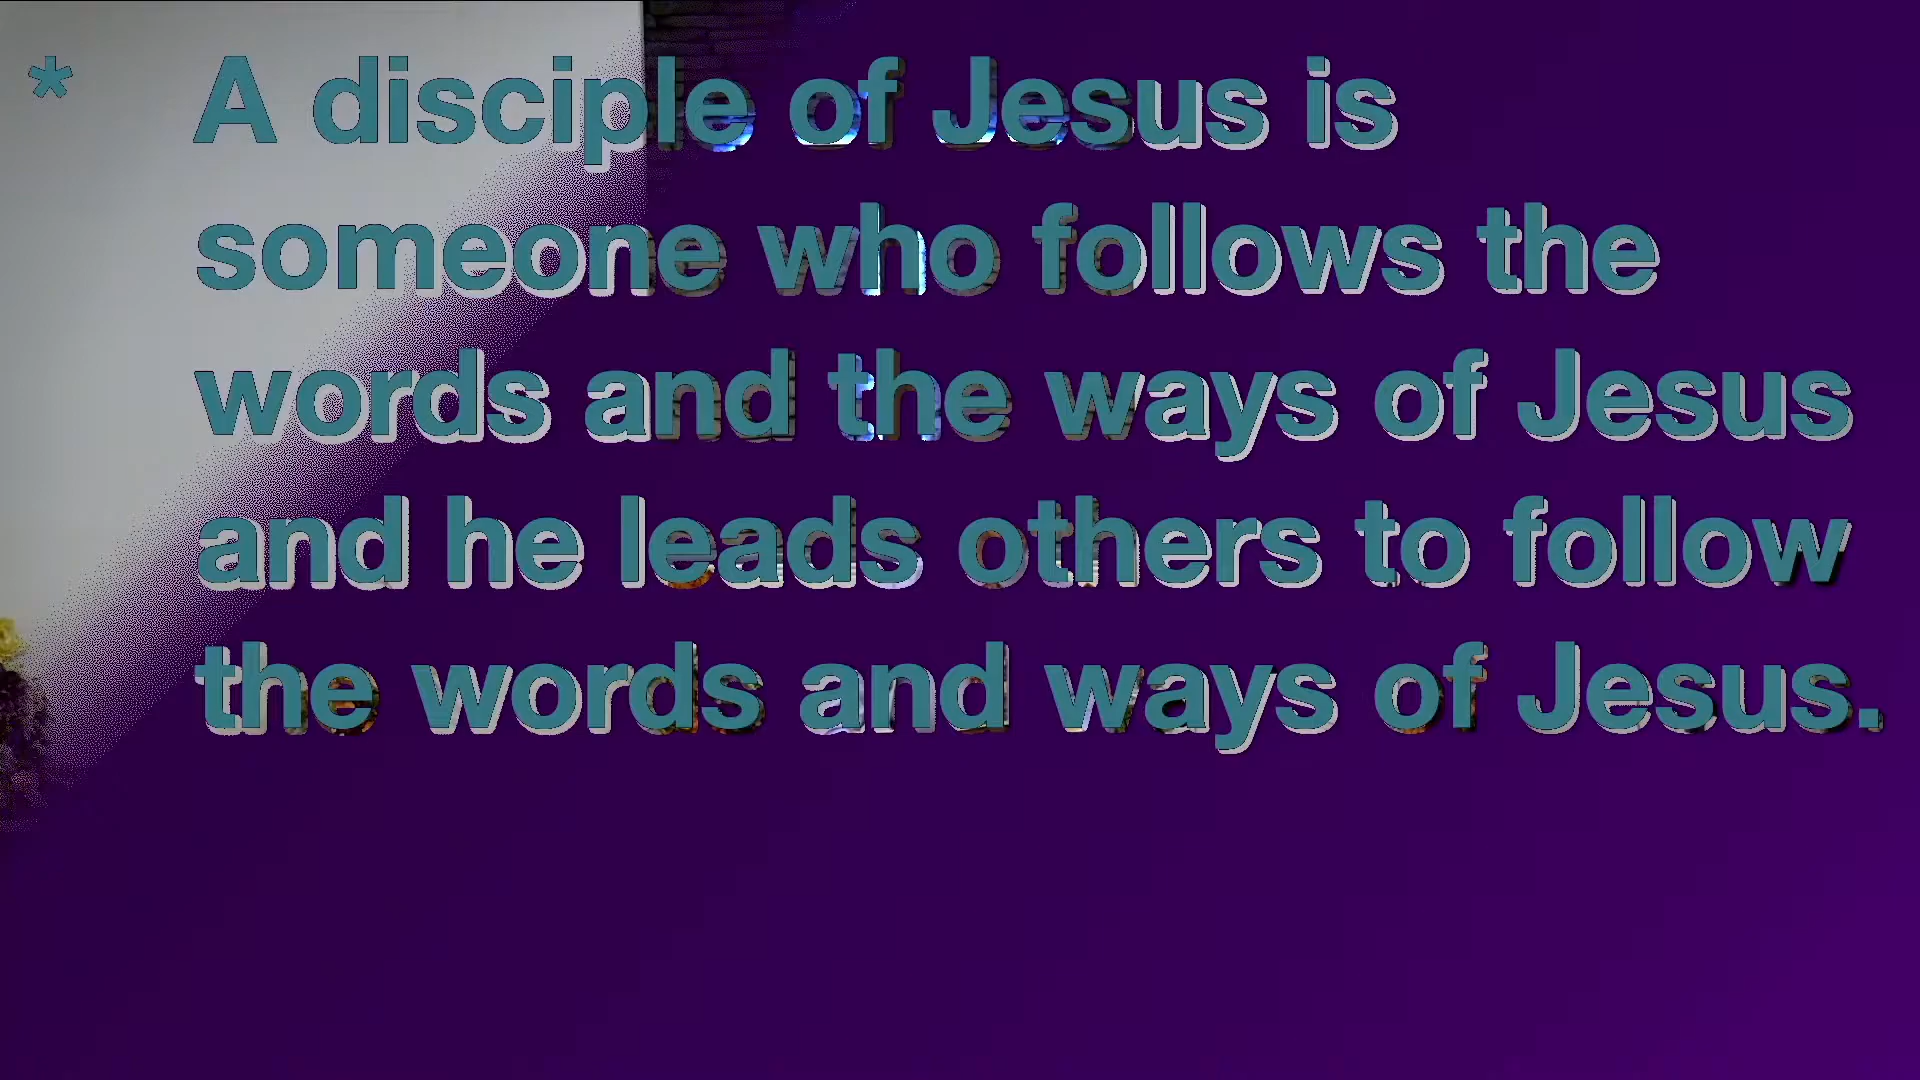 * A disciple of Jesus is
someone who follows the
words and the ways of Jesus
and he leads others to follow
the words and ways of Jesus.